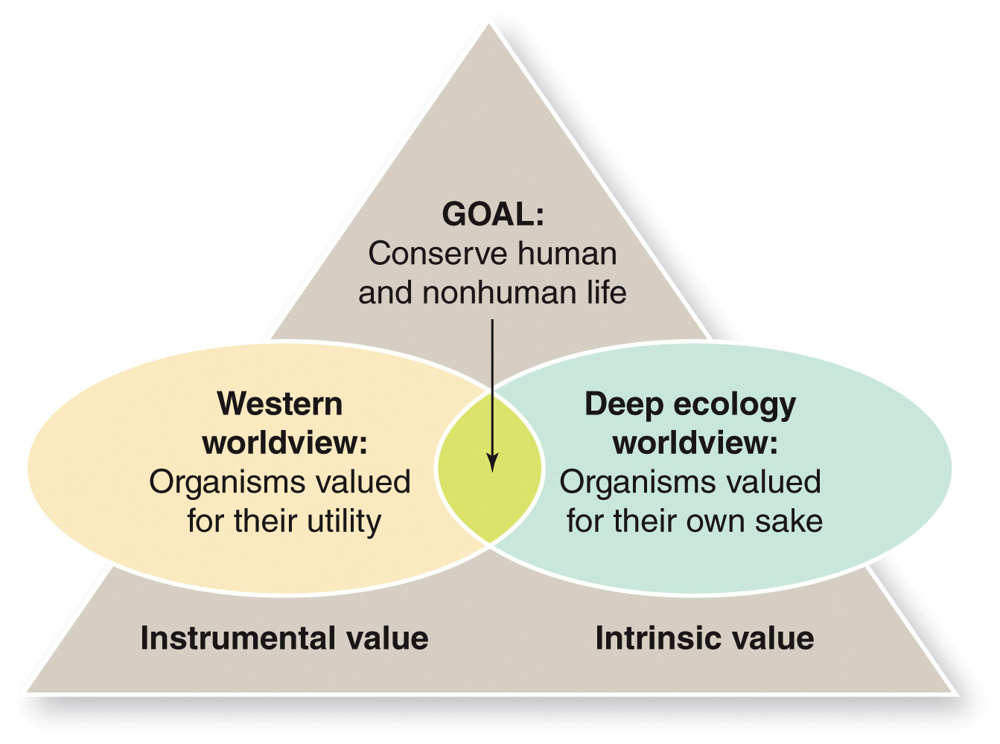 GOAL:
Conserve human
and nonhuman life
Western
worldview:
Organisms valued
for their utility
Deep ecology
worldview:
Organisms valued
for their own sake
Instrumental value
Intrinsic value